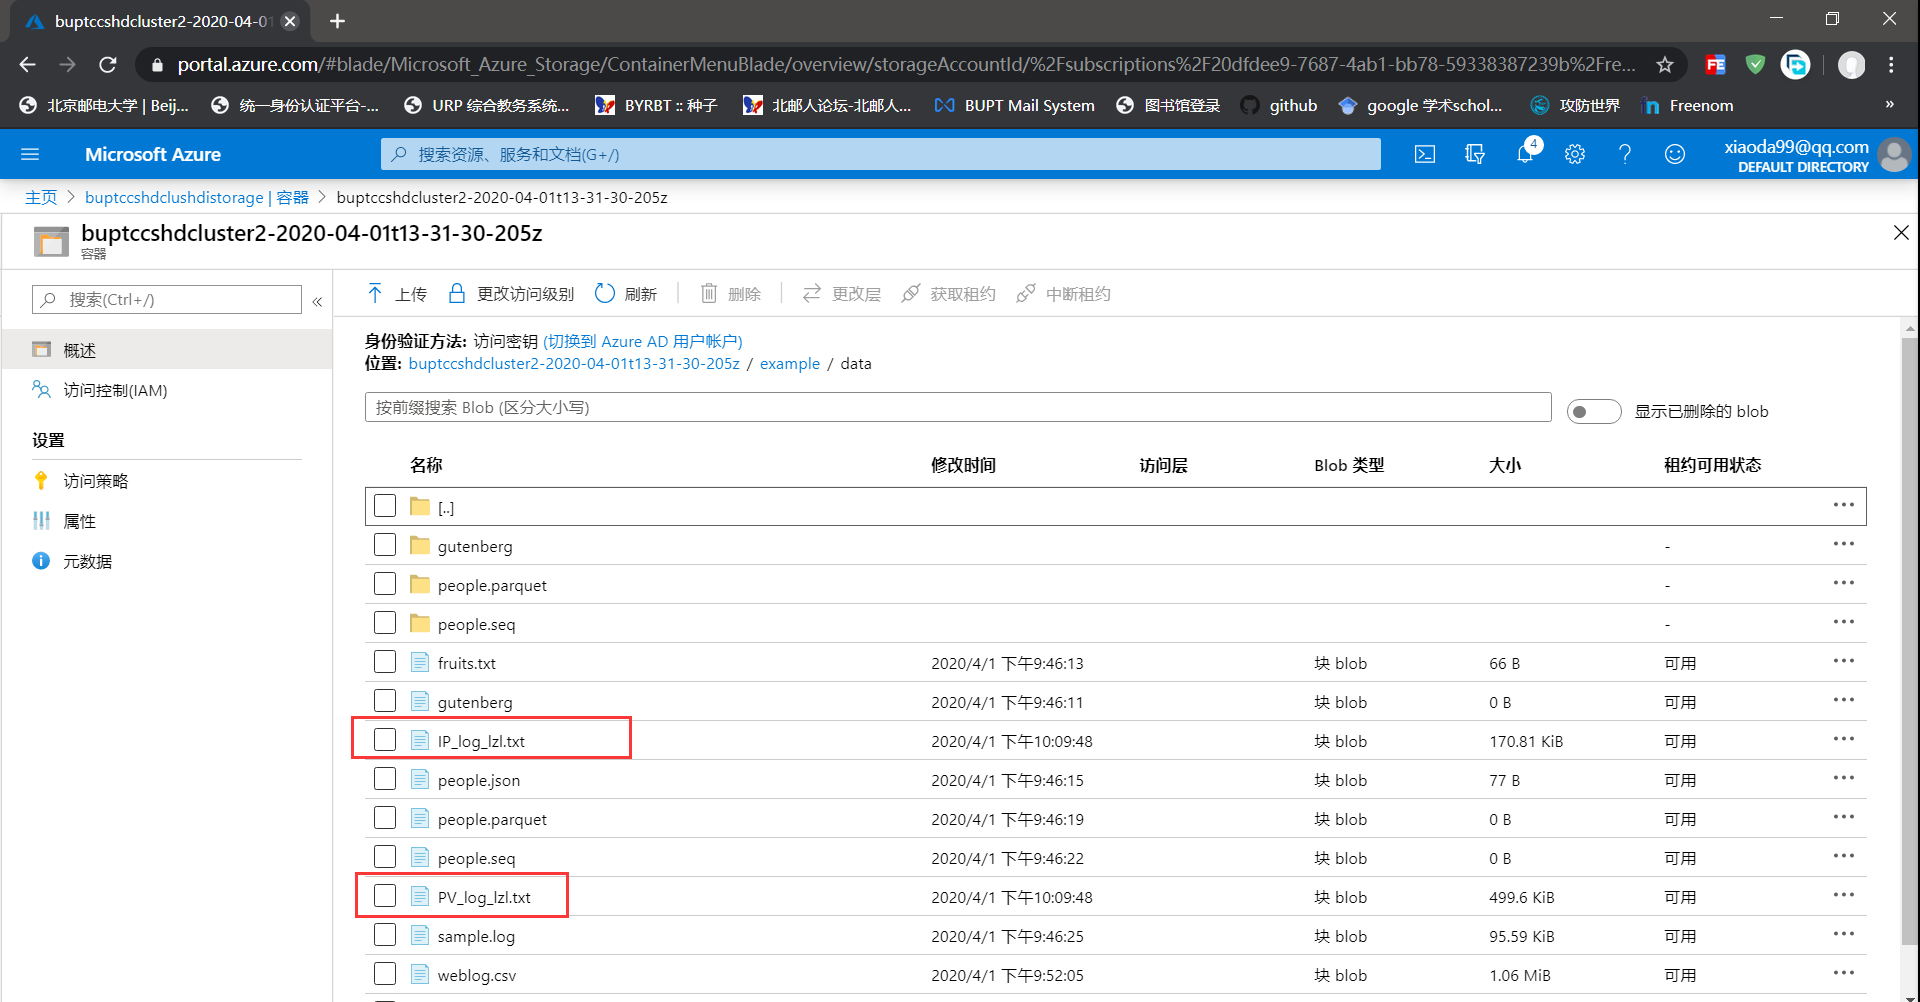 buptccshdcluster2-2020-04-01
portal.azure.com/#blade/Microsoft_Azure_Storage/ContainerMenuBlade/overview/storageAccountId/%2Fsubscriptions%2F20dfdee9-7687-4ab1-bb78-59338387239b%2Fre...
北京邮电大学 | Beij... 统一身份认证平台-... URP 综合教务系统... BYRBT :: 种子 北邮人论坛-北邮人... BUPT Mail System 图书馆登录 github google 学术schol... 攻防世界 Freenom »
Microsoft Azure 搜索资源、服务和文档(G+/) 4 xiaoda99@qq.com
DEFAULT DIRECTORY
主页 > buptccshdclushdistorage | 容器 > buptccshdcluster2-2020-04-01t13-31-30-205z
buptccshdcluster2-2020-04-01t13-31-30-205z
容器
搜索(Ctrl+/) «
概述
访问控制(IAM)
设置
访问策略
属性
元数据
上传 更改访问级别 刷新 删除 更改层 获取租约 中断租约
身份验证方法: 访问密钥 (切换到 Azure AD 用户帐户)
位置: buptccshdcluster2-2020-04-01t13-31-30-205z / example / data
按前缀搜索 Blob (区分大小写) 显示已删除的 blob
名称 修改时间 访问层 Blob 类型 大小 租约可用状态
[..]
gutenberg -
people.parquet -
people.seq -
fruits.txt 2020/4/1 下午9:46:13 块 blob 66 B 可用
gutenberg 2020/4/1 下午9:46:11 块 blob 0 B 可用
IP_log_lzl.txt 2020/4/1 下午10:09:48 块 blob 170.81 KiB 可用
people.json 2020/4/1 下午9:46:15 块 blob 77 B 可用
people.parquet 2020/4/1 下午9:46:19 块 blob 0 B 可用
people.seq 2020/4/1 下午9:46:22 块 blob 0 B 可用
PV_log_lzl.txt 2020/4/1 下午10:09:48 块 blob 499.6 KiB 可用
sample.log 2020/4/1 下午9:46:25 块 blob 95.59 KiB 可用
weblog.csv 2020/4/1 下午9:52:05 块 blob 1.06 MiB 可用